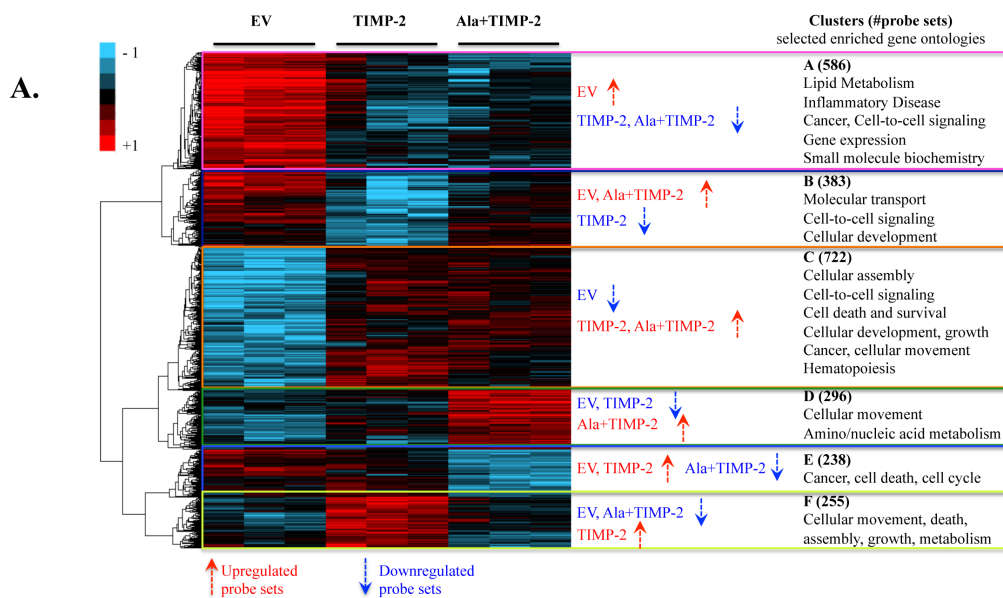 EV
TIMP-2
Ala+TIMP-2
Clusters (#probe sets)
selected enriched gene ontologies
A.
- 1
+1
EV
TIMP-2, Ala+TIMP-2
A (586)
Lipid Metabolism
Inflammatory Disease
Cancer, Cell-to-cell signaling
Gene expression
Small molecule biochemistry
EV, Ala+TIMP-2
TIMP-2
B (383)
Molecular transport
Cell-to-cell signaling
Cellular development
EV
TIMP-2, Ala+TIMP-2
C (722)
Cellular assembly
Cell-to-cell signaling
Cell death and survival
Cellular development, growth
Cancer, cellular movement
Hematopoiesis
EV, TIMP-2
Ala+TIMP-2
D (296)
Cellular movement
Amino/nucleic acid metabolism
EV, TIMP-2 Ala+TIMP-2
E (238)
Cancer, cell death, cell cycle
EV, Ala+TIMP-2
TIMP-2
F (255)
Cellular movement, death,
assembly, growth, metabolism
Upregulated
probe sets
Downregulated
probe sets